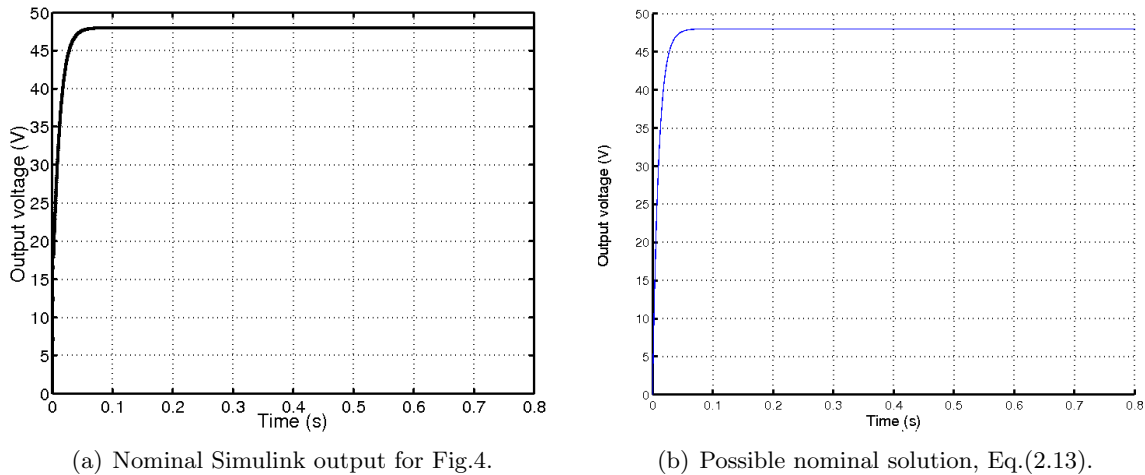 50
45
40
35
30
25
20
15
10
5
0
Output voltage (V)
0 0.1 0.2 0.3 0.4 0.5 0.6 0.7 0.8
Time (s)
(a) Nominal Simulink output for Fig.4.
50
45
40
35
30
25
20
15
10
5
0
Output voltage (V)
0 0.1 0.2 0.3 0.4 0.5 0.6 0.7 0.8
Time (s)
(b) Possible nominal solution, Eq.(2.13).